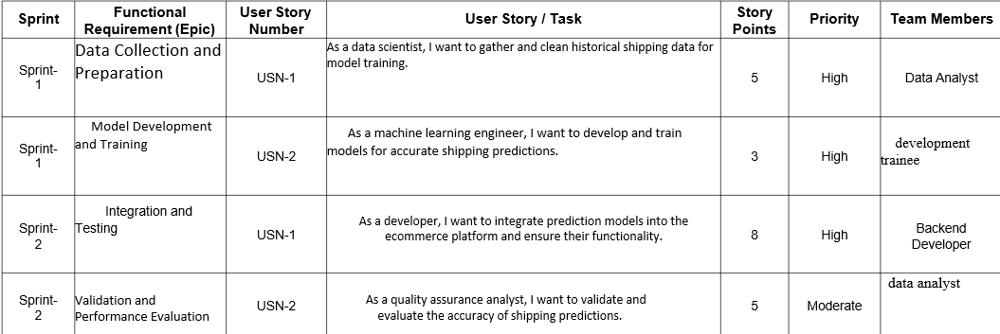 Sprint
Functional
Requirement (Epic)
User Story
Number
User Story / Task
Story
Points
Priority
Team Members
Sprint-
1
Data Collection and
Preparation
USN-1
As a data scientist, I want to gather and clean historical shipping data for
model training.
5
High
Data Analyst
Sprint-
1
Model Development
and Training
USN-2
As a machine learning engineer, I want to develop and train
models for accurate shipping predictions.
3
High
development
trainee
Sprint-
2
Integration and
Testing
USN-1
As a developer, I want to integrate prediction models into the
ecommerce platform and ensure their functionality.
8
High
Backend
Developer
Sprint-
2
Validation and
Performance Evaluation
USN-2
As a quality assurance analyst, I want to validate and
evaluate the accuracy of shipping predictions.
5
Moderate
data analyst